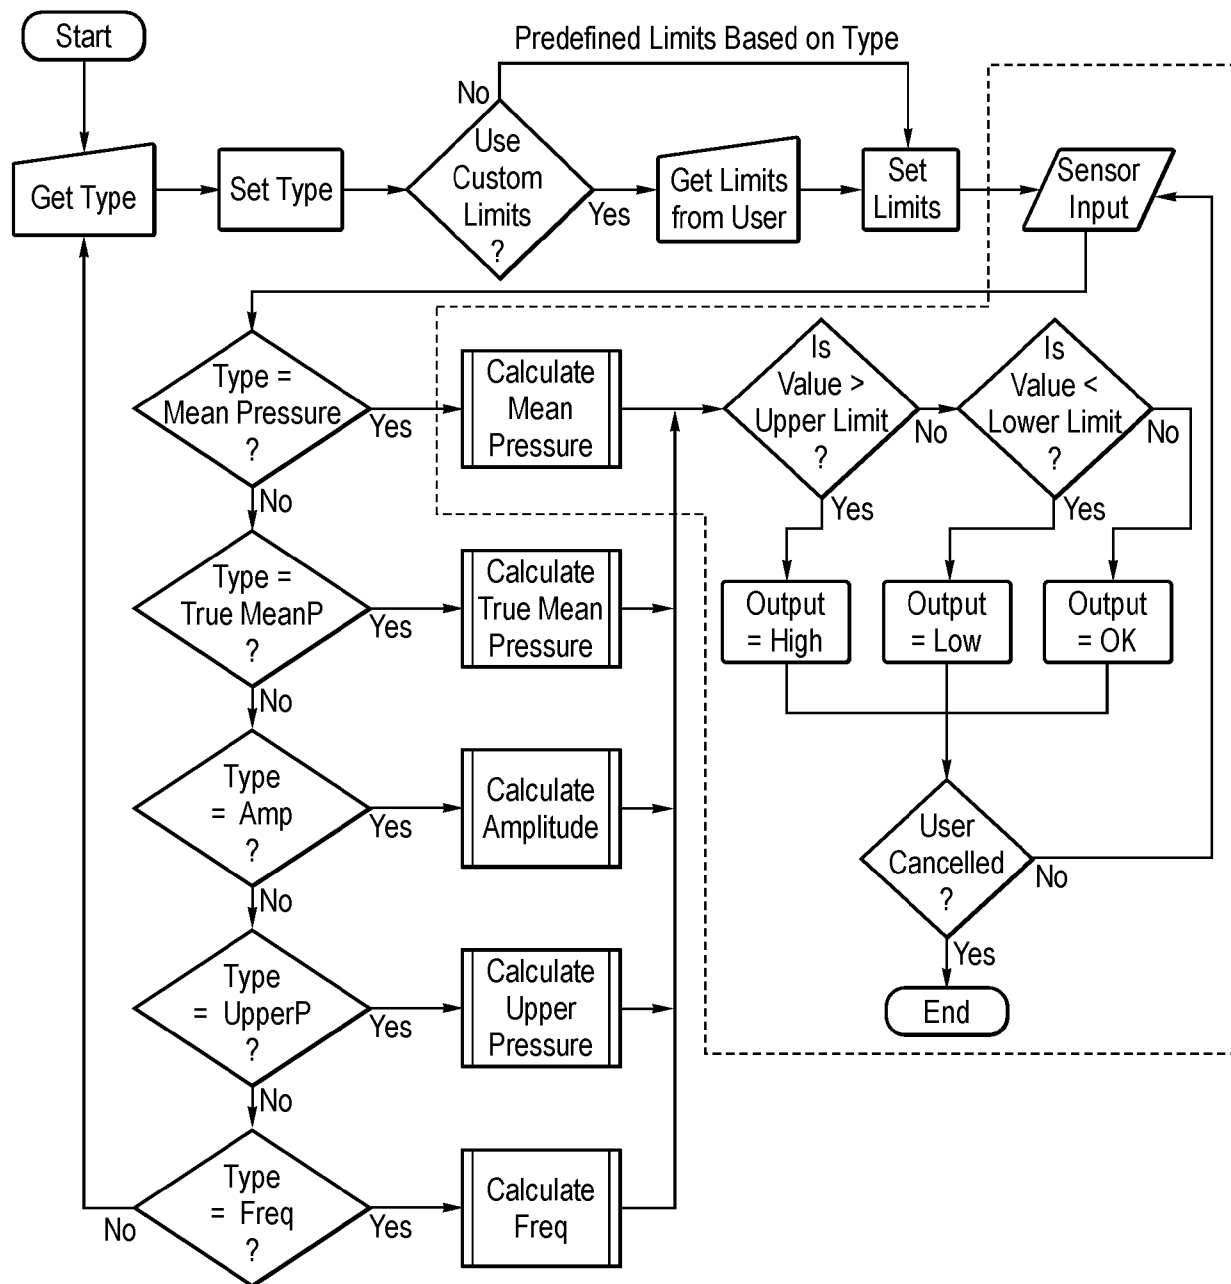 Start
Predefined Limits Based on Type
No
Use
Custom
Limits
?
Yes
Get Type
Set Type
Get Limits
from User
Set
Limits
Sensor
Input
Type =
Mean Pressure
?
Yes
No
Calculate
Mean
Pressure
Is
Value >
Upper Limit
?
No
Yes
Is
Value <
Lower Limit
?
No
Yes
Type =
True MeanP
?
Yes
No
Calculate
True Mean
Pressure
Output
= High
Output
= Low
Output
= OK
Type
= Amp
?
Yes
No
Calculate
Amplitude
User
Cancelled
?
No
Yes
End
Type
= UpperP
?
Yes
No
Calculate
Upper
Pressure
Type
= Freq
?
No
Yes
Calculate
Freq